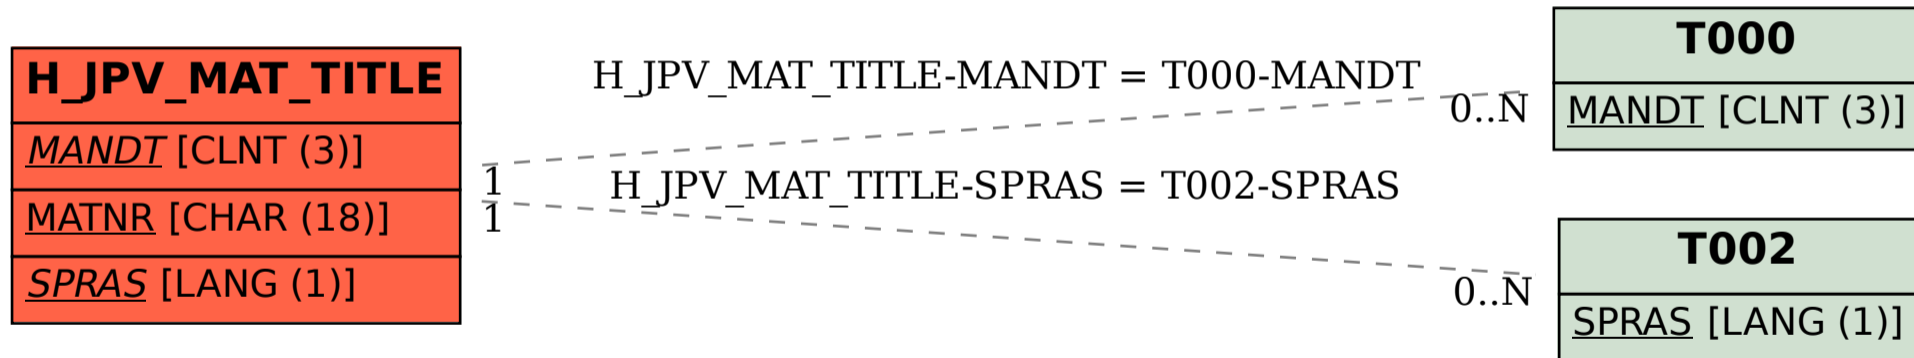 H_JPV_MAT_TITLE
MANDT [CLNT (3)]
MATNR [CHAR (18)]
SPRAS [LANG (1)]
H_JPV_MAT_TITLE-MANDT = T000-MANDT
0..N
1
H_JPV_MAT_TITLE-SPRAS = T002-SPRAS
1
0..N
T000
MANDT [CLNT (3)]
T002
SPRAS [LANG (1)]